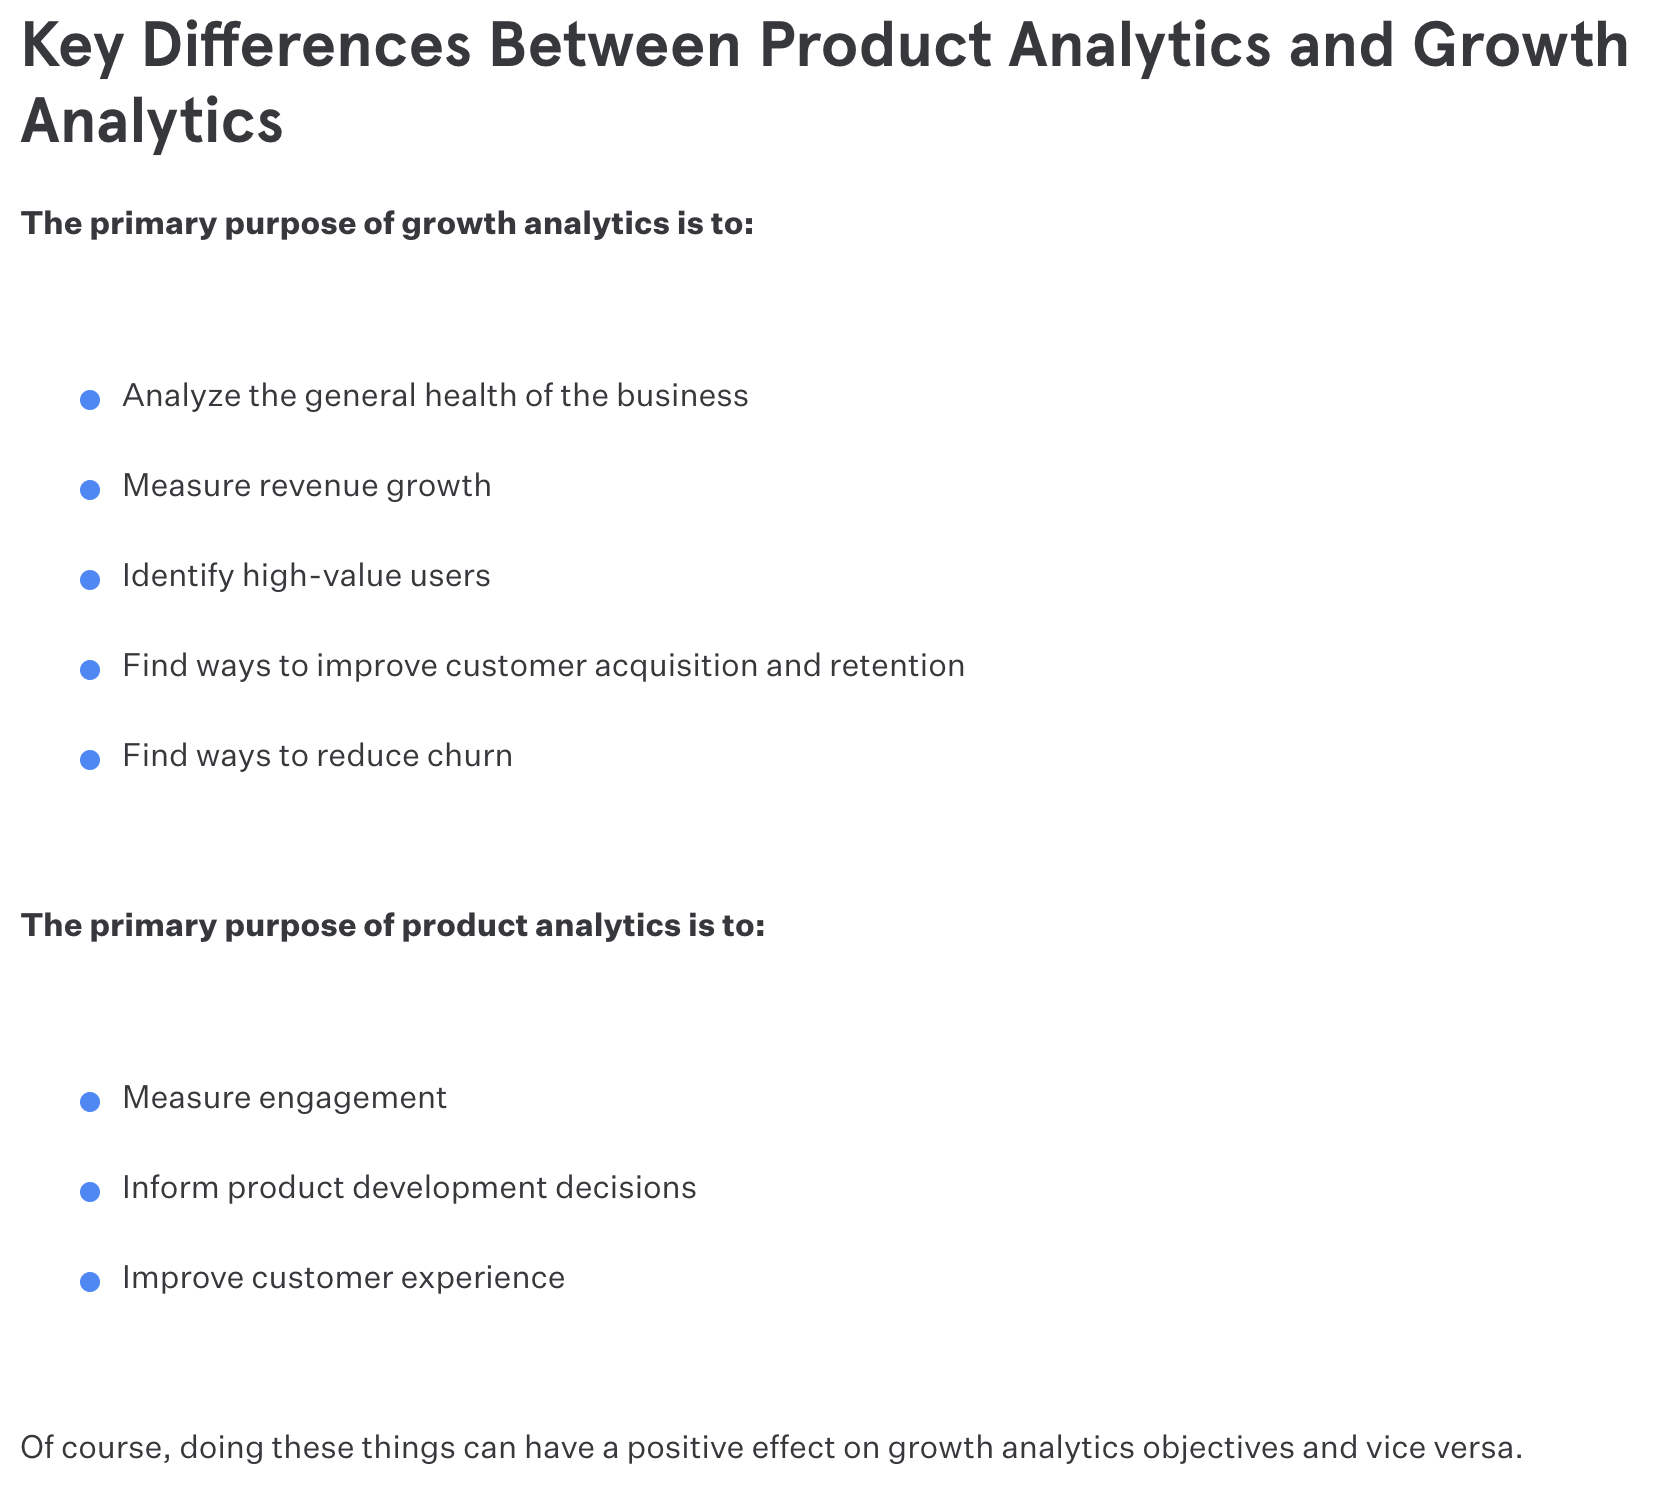 Key Differences Between Product Analytics and Growth
Analytics
The primary purpose of growth analytics is to:
Analyze the general health of the business
Measure revenue growth
Identify high-value users
Find ways to improve customer acquisition and retention
Find ways to reduce churn
The primary purpose of product analytics is to:
Measure engagement
Inform product development decisions
Improve customer experience
Of course, doing these things can have a positive effect on growth analytics objectives and vice versa.